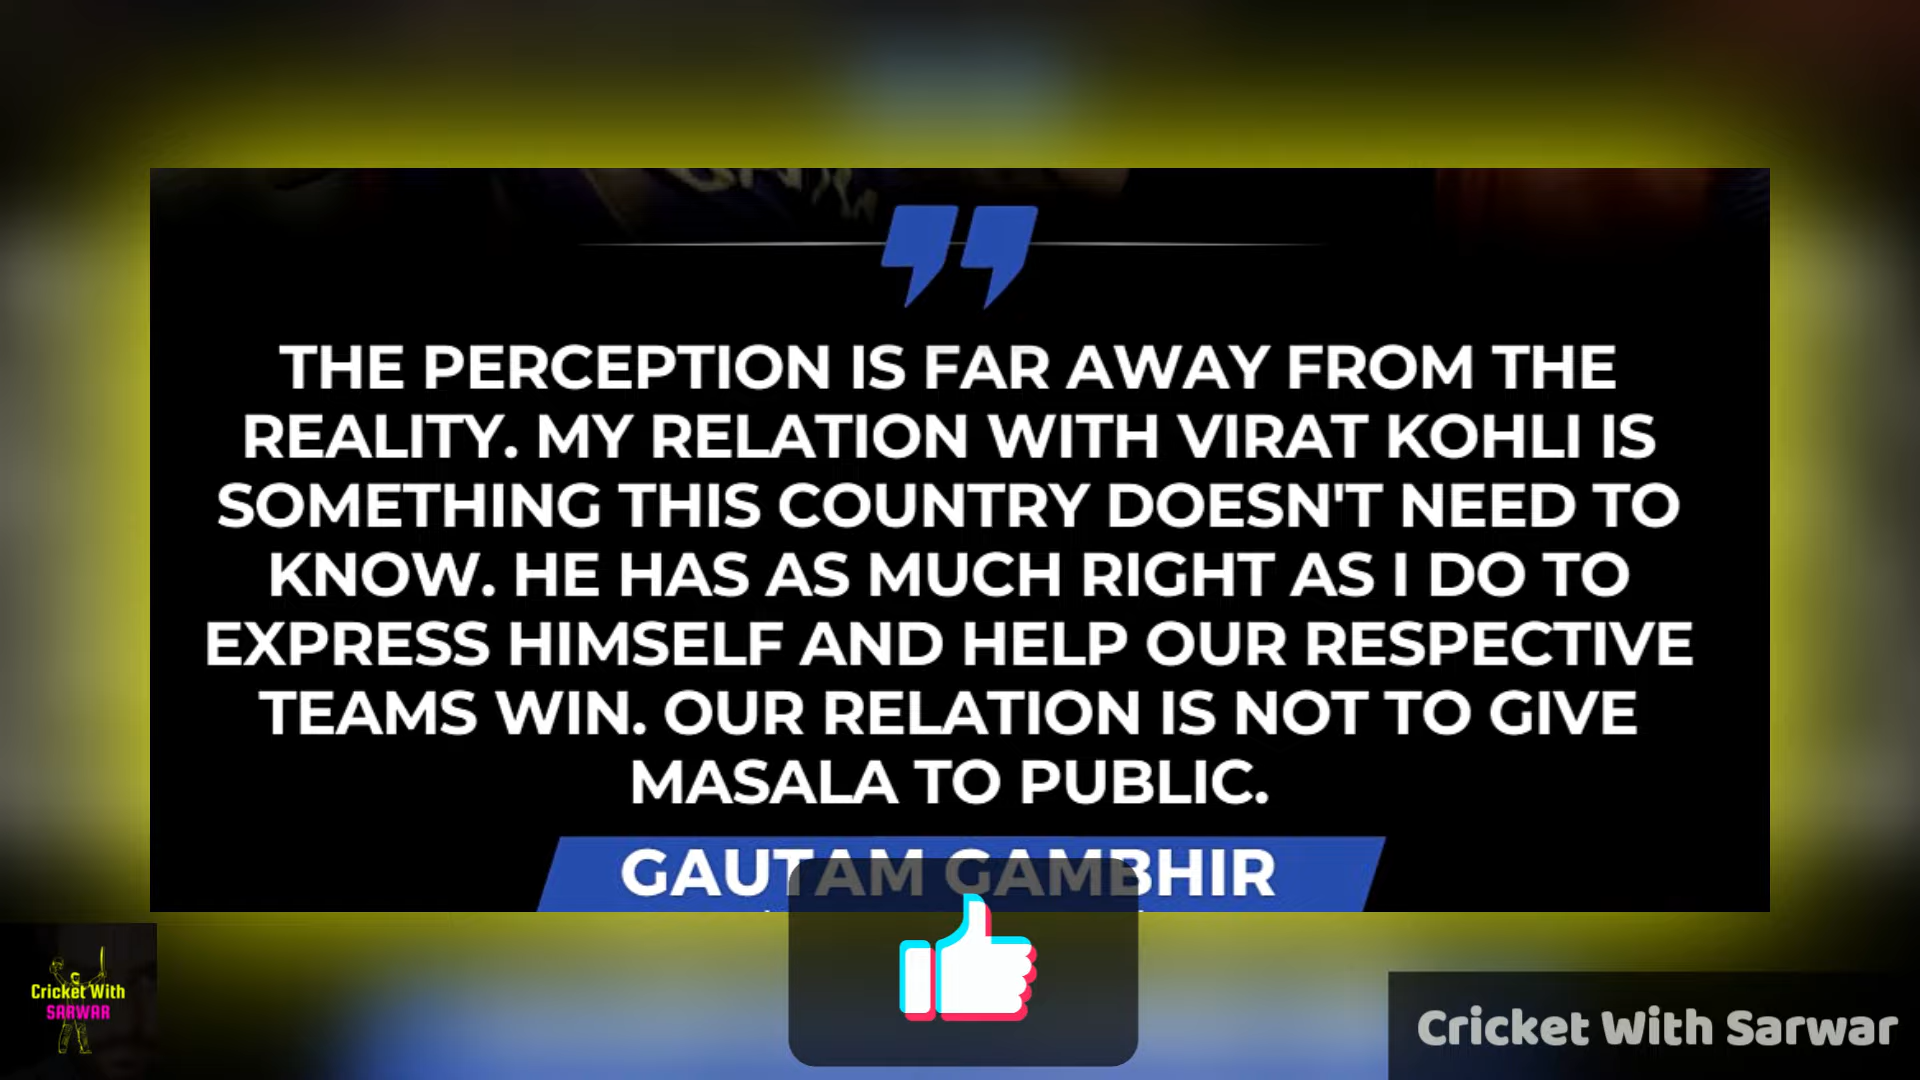 THE PERCEPTION IS FAR AWAY FROM THE
REALITY. MY RELATION WITH VIRAT KOHLI IS
SOMETHING THIS COUNTRY DOESN'T NEED TO
KNOW. HE HAS AS MUCH RIGHT AS I DO TO
EXPRESS HIMSELF AND HELP OUR RESPECTIVE
TEAMS WIN. OUR RELATION IS NOT TO GIVE
MASALA TO PUBLIC.
GAUTAM GAMBHIR
Cricket With
SARWAR
Cricket With Sarwar